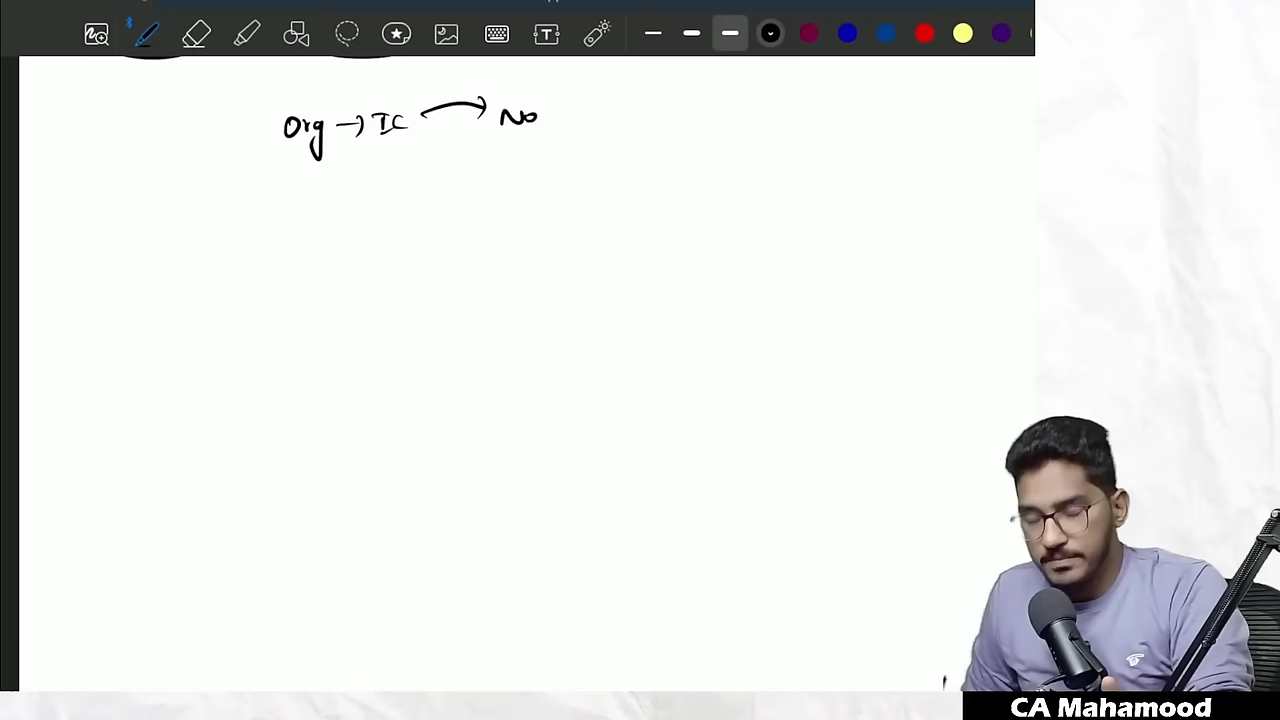 Org → IC → No
CA Mahamood